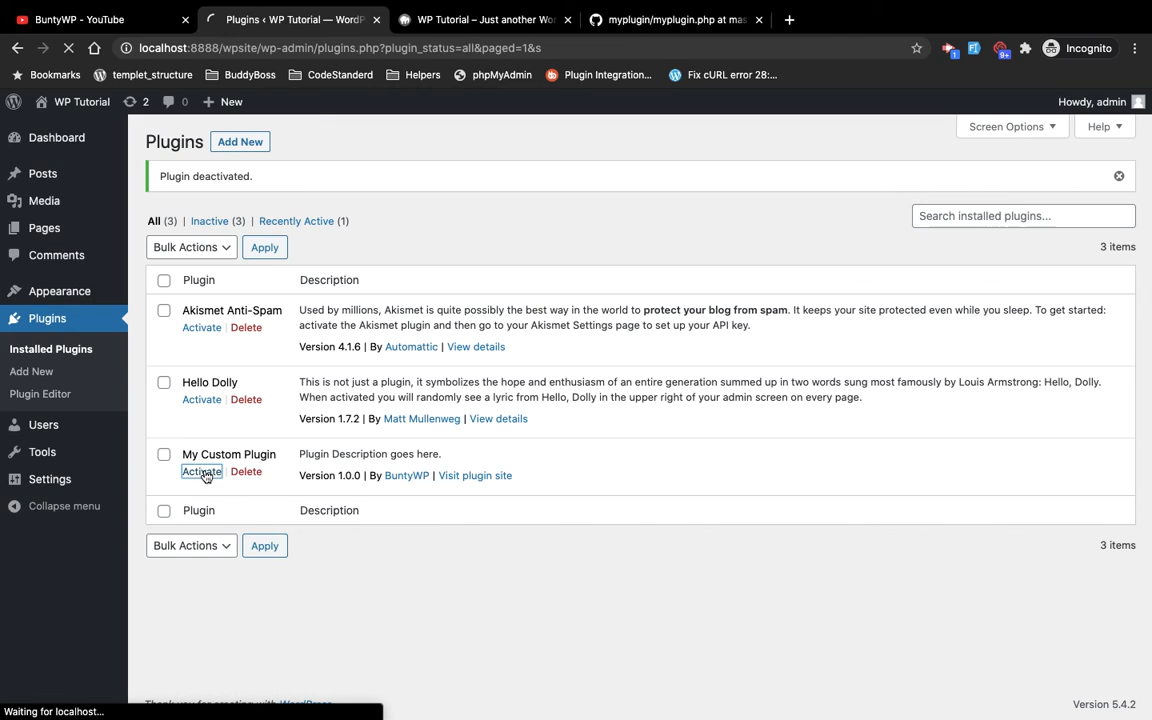 BuntyWP - YouTube
Plugins ‹ WP Tutorial — WordP
WP Tutorial – Just another Wor
myplugin/myplugin.php at mas
localhost:8888/wpsite/wp-admin/plugins.php?plugin_status=all&paged=1&s
1
9+
Incognito
Bookmarks
templet_structure
BuddyBoss
CodeStanderd
Helpers
phpMyAdmin
Plugin Integration...
Fix cURL error 28:...
WP Tutorial
2
0
New
Howdy, admin
Dashboard
Posts
Media
Pages
Comments
Appearance
Plugins
Installed Plugins
Add New
Plugin Editor
Users
Tools
Settings
Collapse menu
Screen Options
Help
Plugins
Add New
Plugin deactivated.
All (3) | Inactive (3) | Recently Active (1)
Search installed plugins...
Bulk Actions
Apply
3 items
Plugin
Description
Akismet Anti-Spam
Activate | Delete
Used by millions, Akismet is quite possibly the best way in the world to protect your blog from spam. It keeps your site protected even while you sleep. To get started:
activate the Akismet plugin and then go to your Akismet Settings page to set up your API key.
Version 4.1.6 | By Automattic | View details
Hello Dolly
Activate | Delete
This is not just a plugin, it symbolizes the hope and enthusiasm of an entire generation summed up in two words sung most famously by Louis Armstrong: Hello, Dolly.
When activated you will randomly see a lyric from Hello, Dolly in the upper right of your admin screen on every page.
Version 1.7.2 | By Matt Mullenweg | View details
My Custom Plugin
Activate | Delete
Plugin Description goes here.
Version 1.0.0 | By BuntyWP | Visit plugin site
Plugin
Description
Bulk Actions
Apply
3 items
Thank you for creating with WordPress
Version 5.4.2
Waiting for localhost...